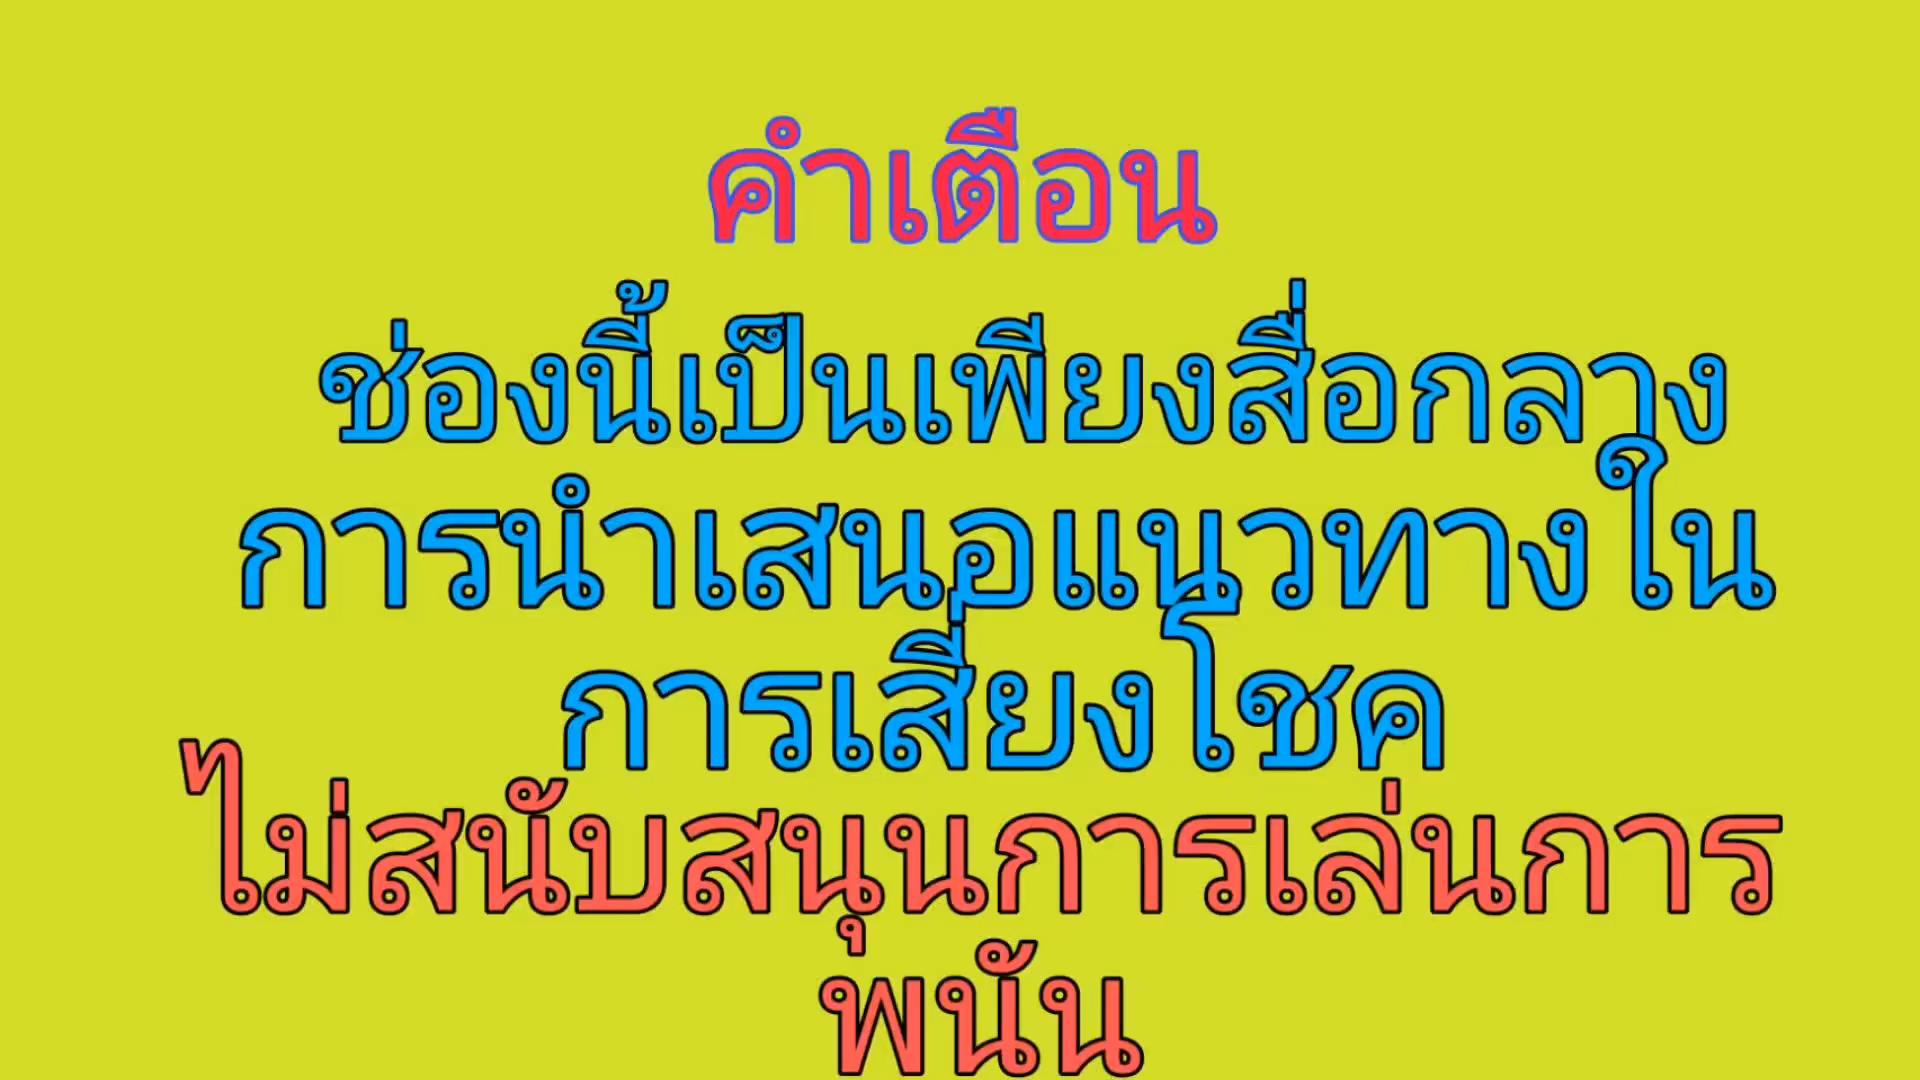 คำเตือน
ช่องนี้เป็นเพียงสื่อกลาง
การนำเสนอแนวทางใน
การเสี่ยงโชค
ไม่สนับสนุนการเล่นการ
พนัน